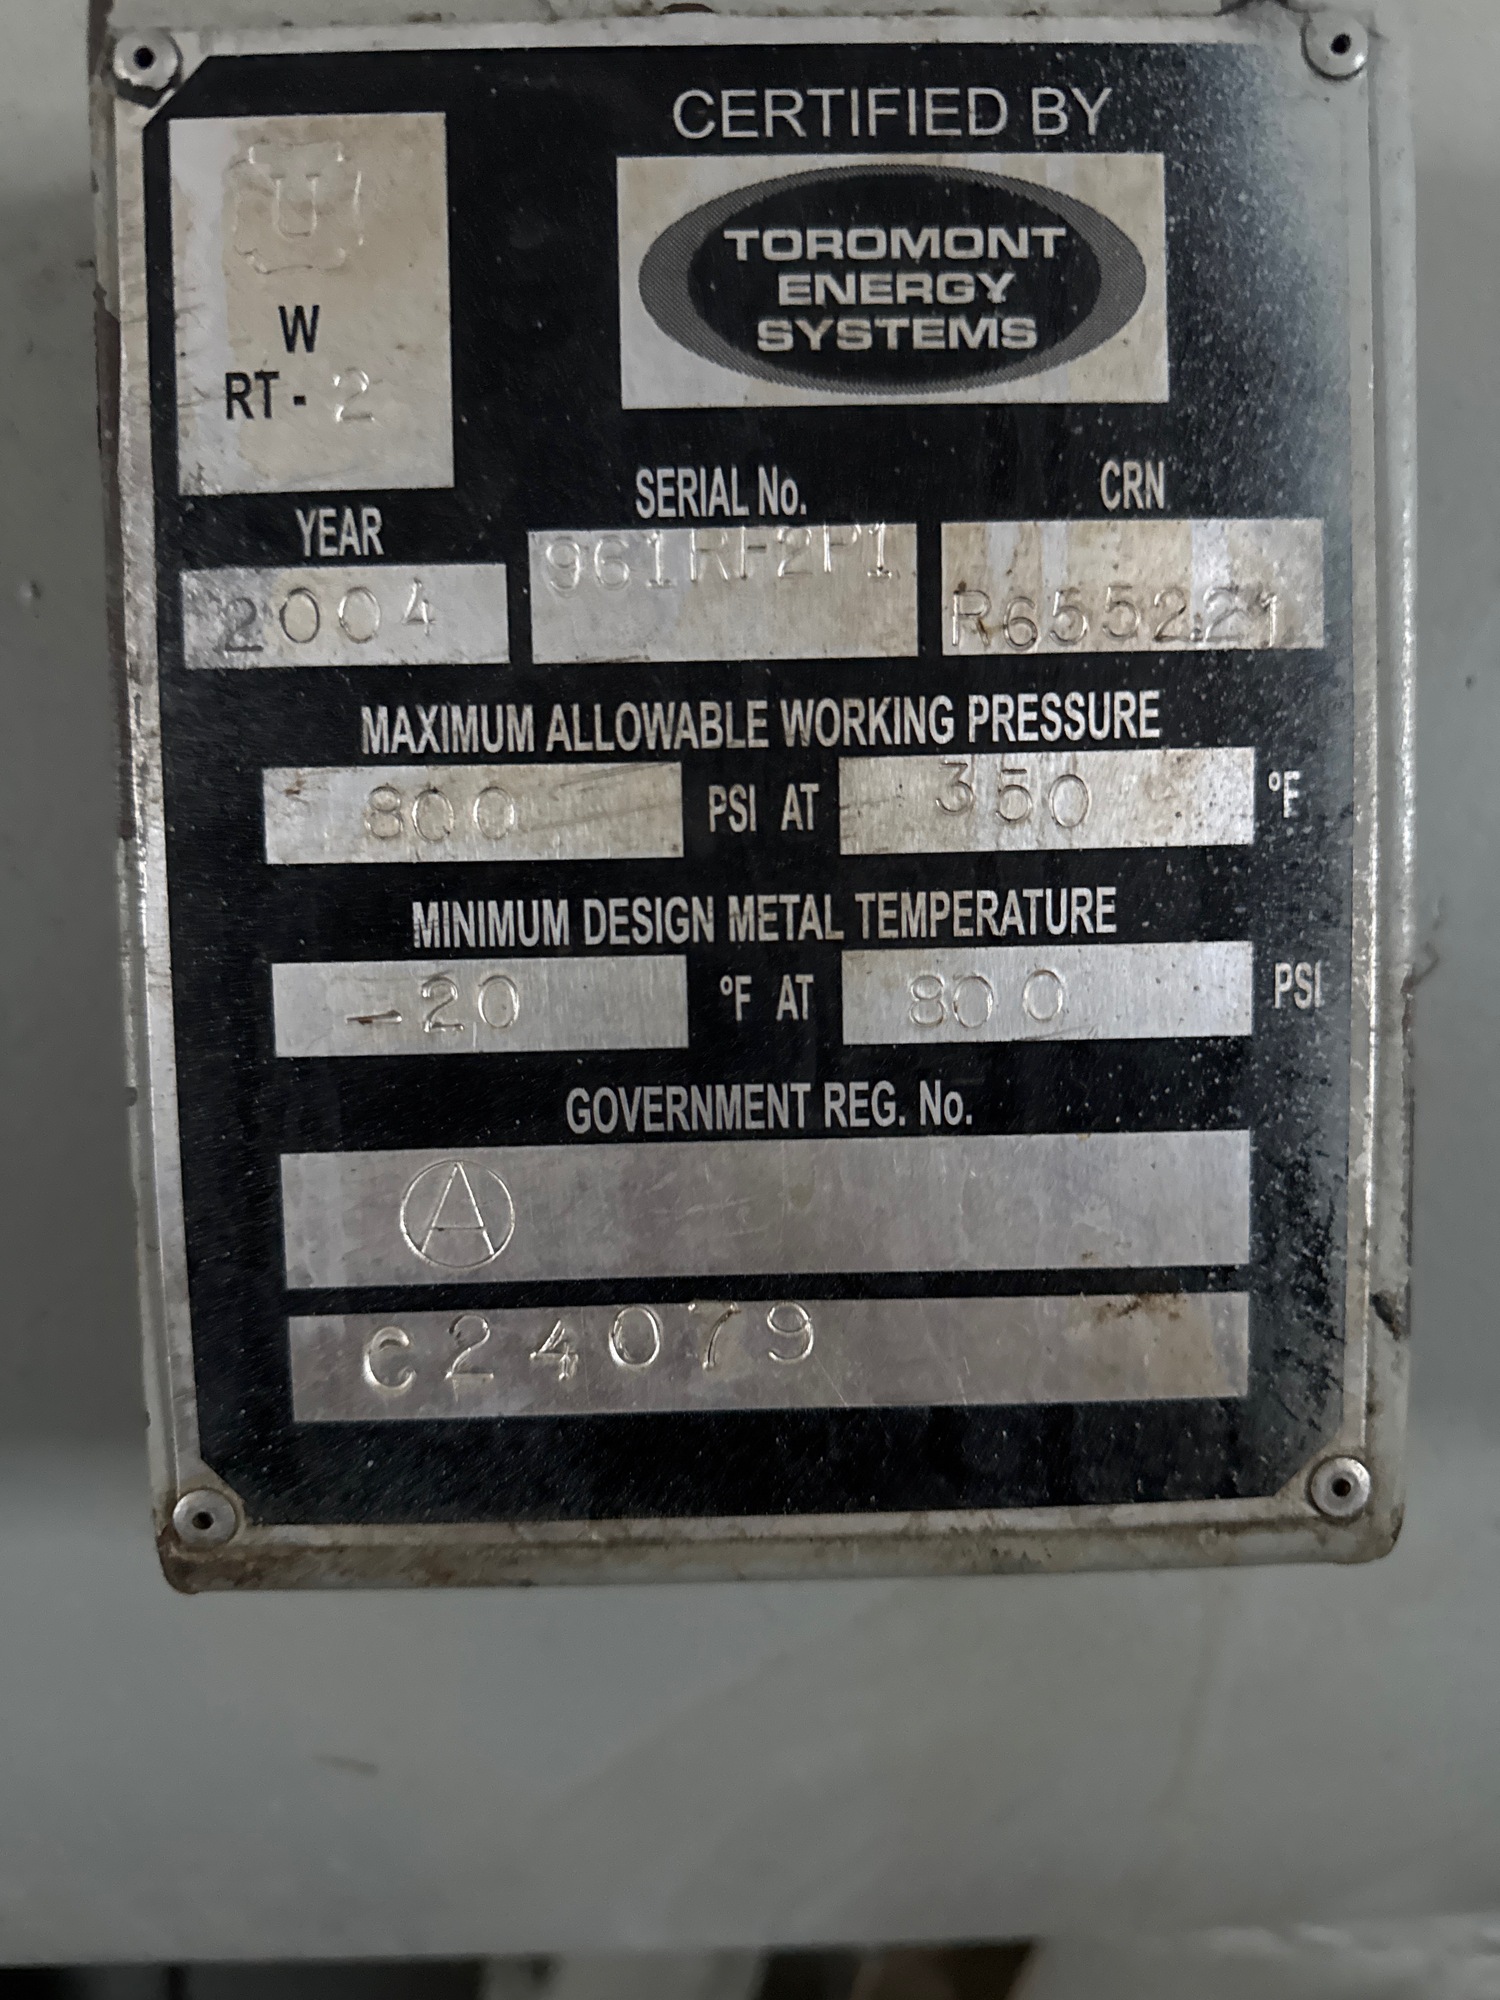 CERTIFIED BY
U
TOROMONT
ENERGY
SYSTEMS
W
RT - 2
YEAR
SERIAL No.
CRN
2004
961RF2P1
R655221
MAXIMUM ALLOWABLE WORKING PRESSURE
800 PSI AT 350 °F
MINIMUM DESIGN METAL TEMPERATURE
-20 °F AT 800 PSI
GOVERNMENT REG. No.
A
C24079